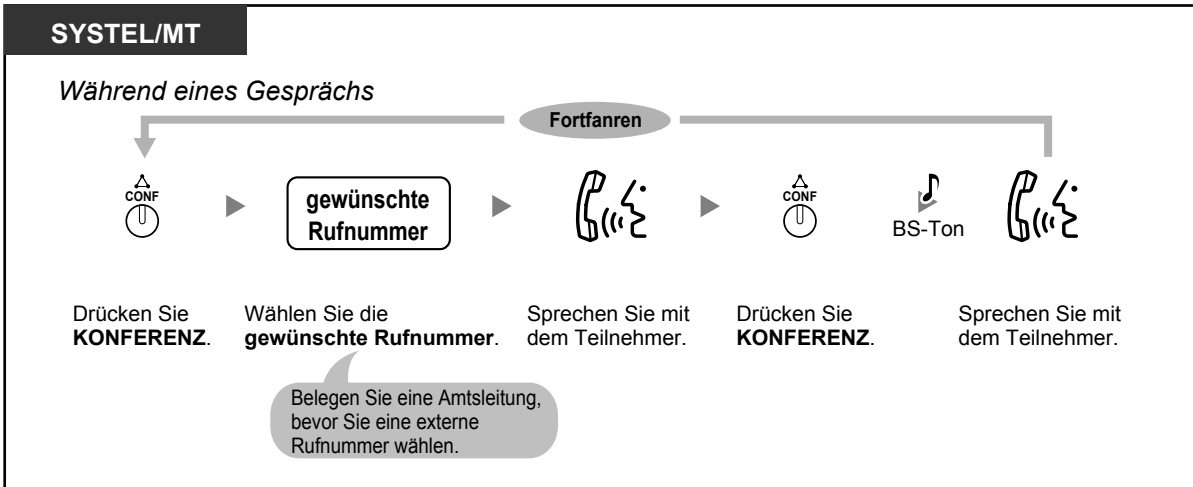 SYSTEL/MT
Während eines Gesprächs
Fortfanren
CONF
gewünschte
Rufnummer
CONF
BS-Ton
Drücken Sie
KONFERENZ.
Wählen Sie die
gewünschte Rufnummer.
Sprechen Sie mit
dem Teilnehmer.
Drücken Sie
KONFERENZ.
Sprechen Sie mit
dem Teilnehmer.
Belegen Sie eine Amtsleitung,
bevor Sie eine externe
Rufnummer wählen.